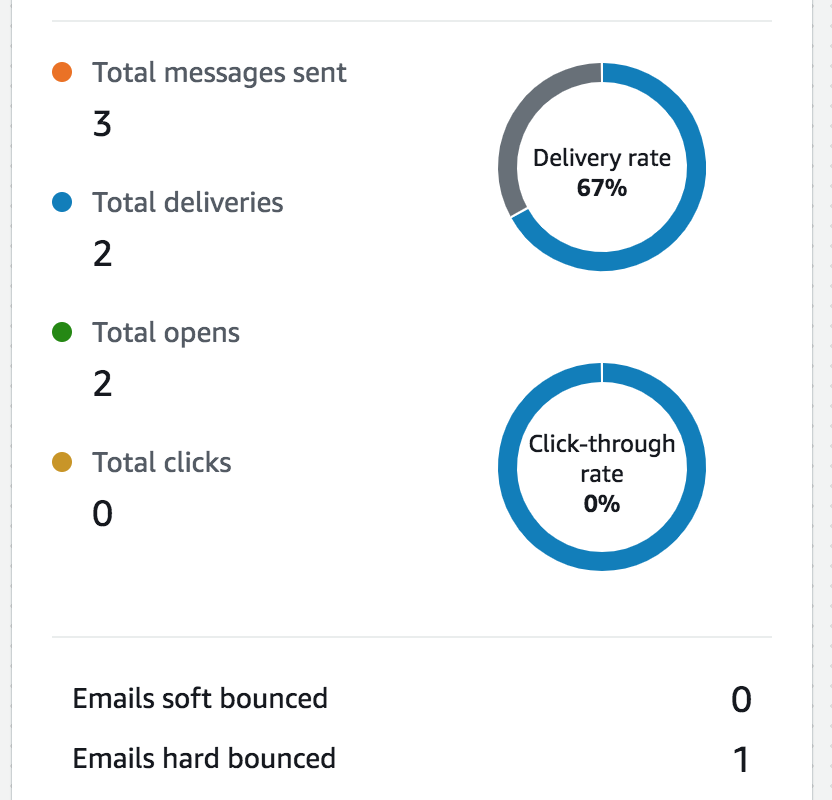 Total messages sent
3
Total deliveries
2
Total opens
2
Total clicks
0
Delivery rate
67%
Click-through
rate
0%
Emails soft bounced 0
Emails hard bounced 1